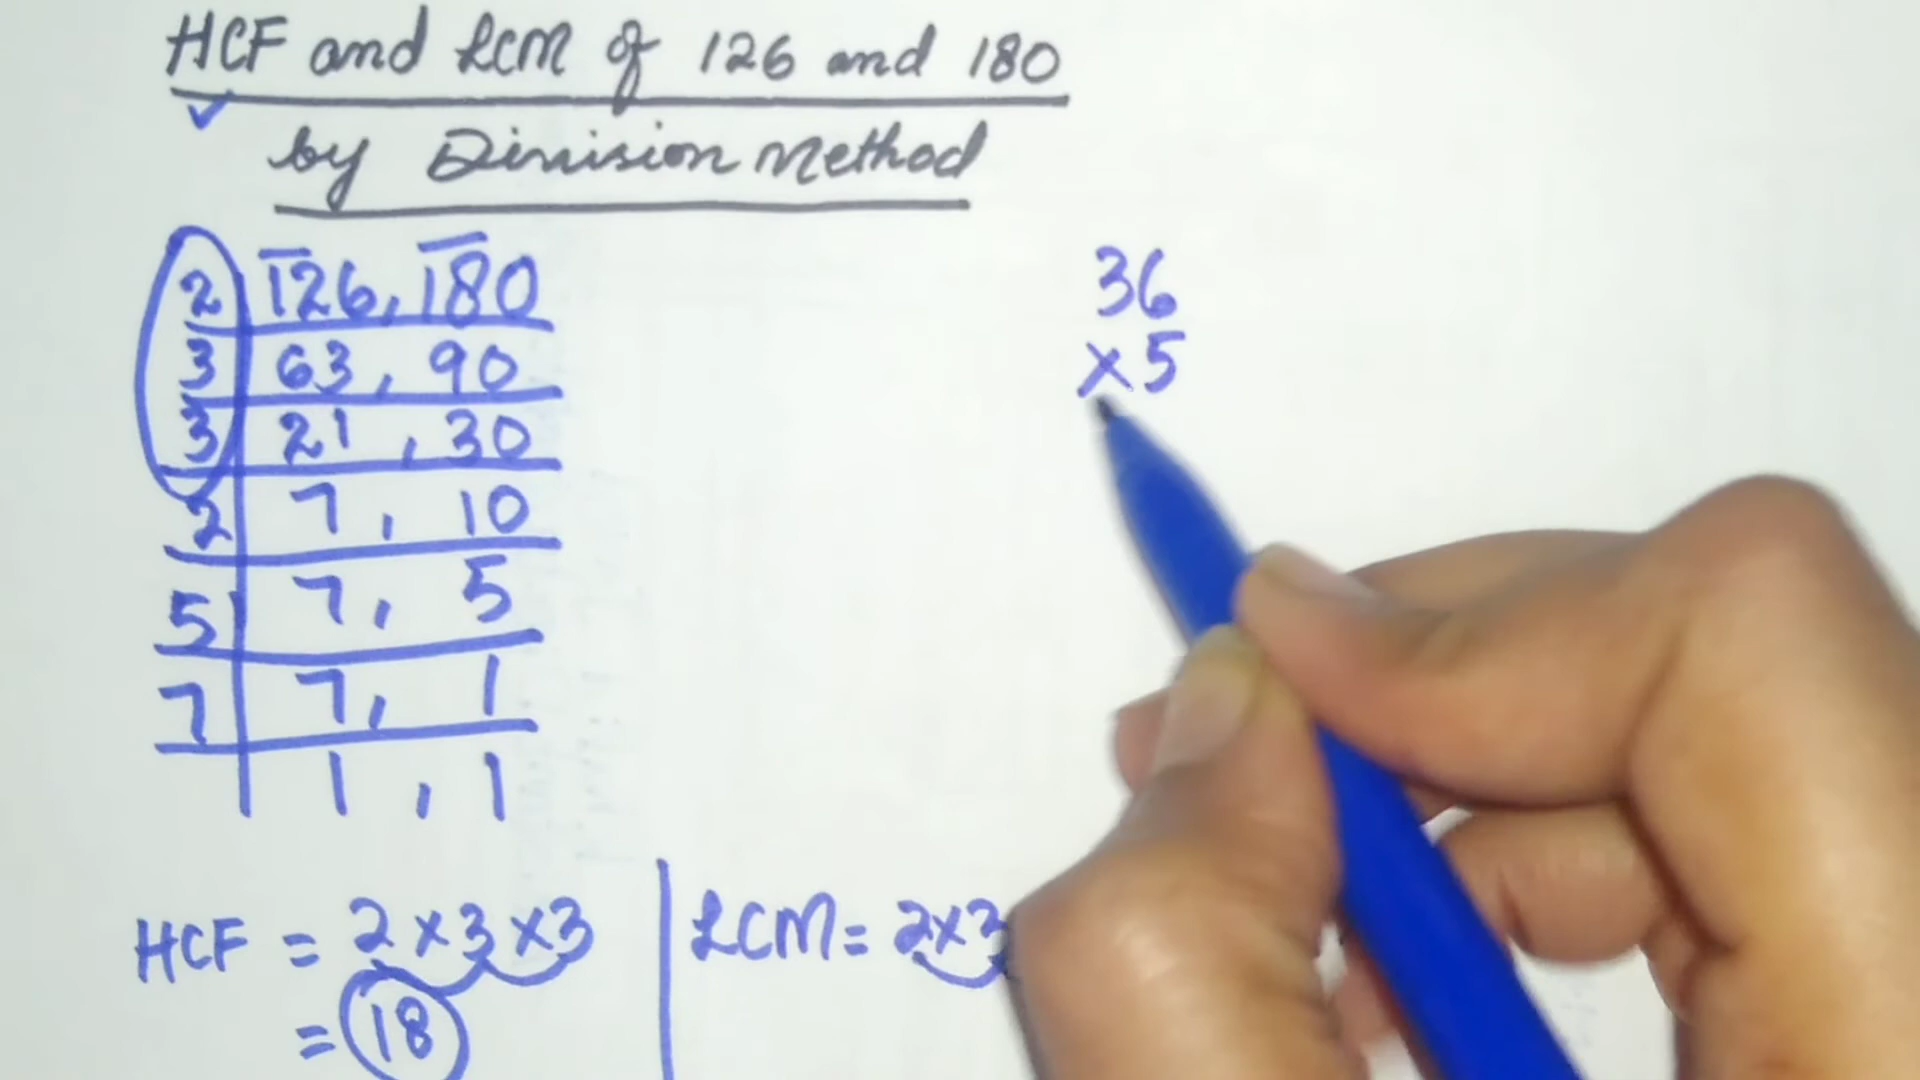 HCF and LCM of 126 and 180
by Division Method
2 126, 180
3 63, 90
3 21, 30
2 7, 10
5 7, 5
7 7, 1
1, 1
36
×5
HCF = 2×3×3
= 18
LCM = 2×3